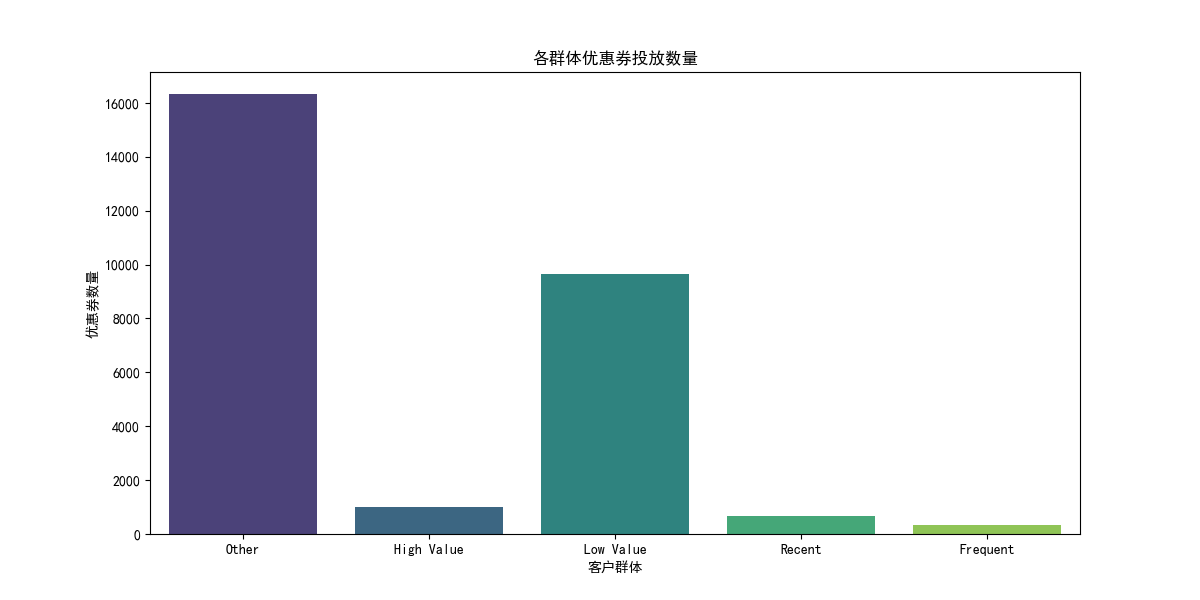 各群体优惠券投放数量
16000
14000
12000
10000
8000
6000
4000
2000
0
优惠券数量
Other
High Value
Low Value
Recent
Frequent
客户群体